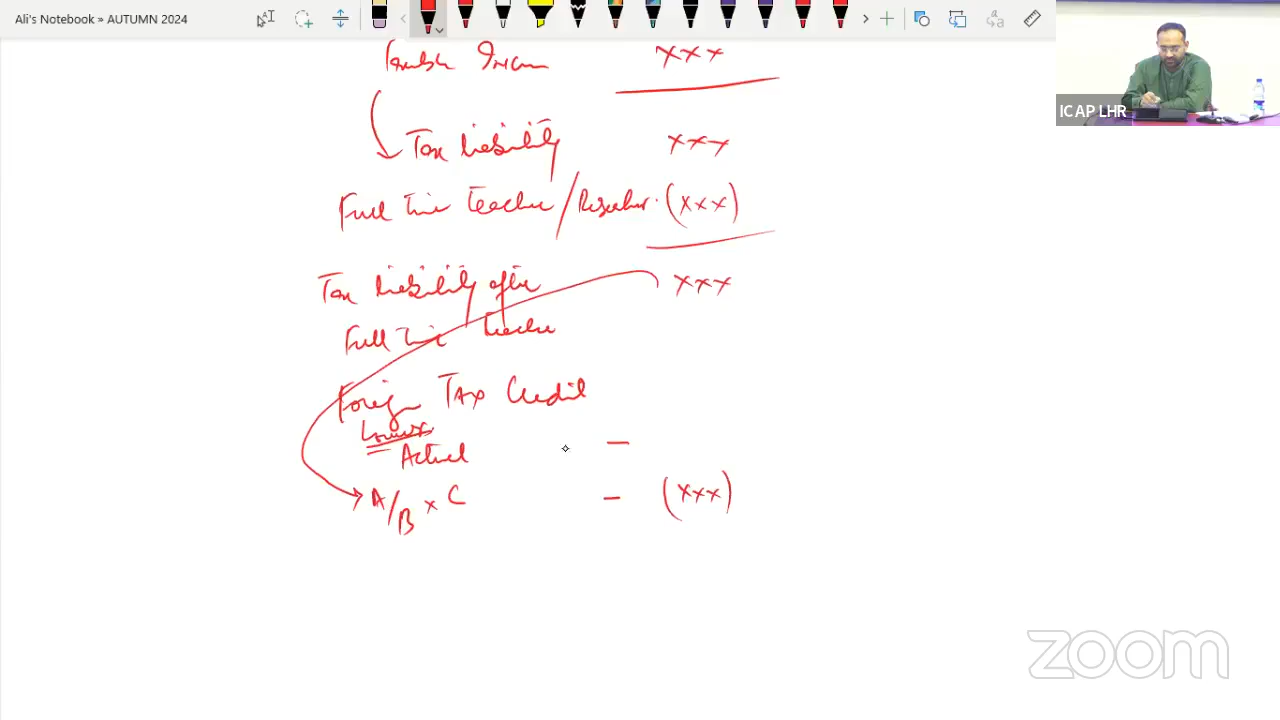 Ali's Notebook » AUTUMN 2024
Taxable Income xxx
ICAP LHR
Tax liability xxx
Full Time teacher / Researcher. (xxx)
Tax liability after xxx
Full time teacher
Foreign Tax Credit
Lower
Actual —
A/B x C — (xxx)
zoom